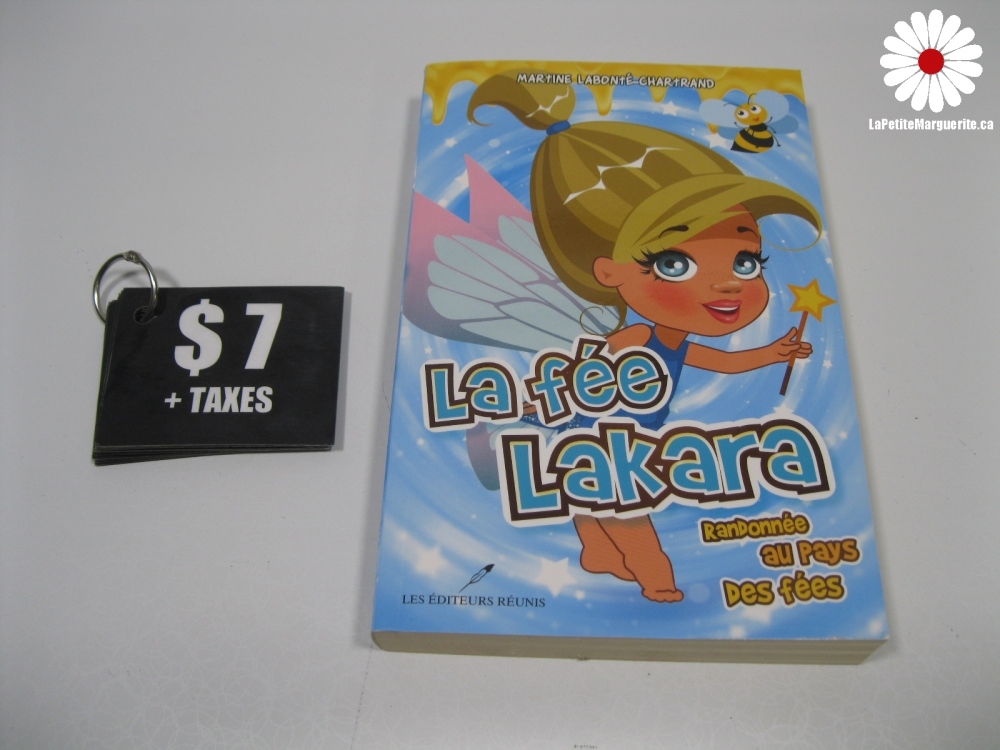 LaPetiteMarguerite.ca
$ 7
+ TAXES
MARTINE LABONTÉ-CHARTRAND
La fée
Lakara
Randonnée
au pays
des fées
LES ÉDITEURS RÉUNIS